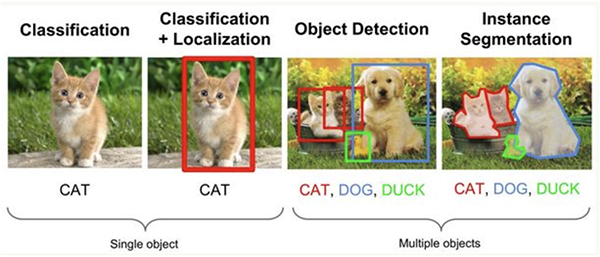 Classification
Classification
+ Localization
Object Detection
Instance
Segmentation
CAT
CAT
CAT, DOG, DUCK
CAT, DOG, DUCK
Single object
Multiple objects